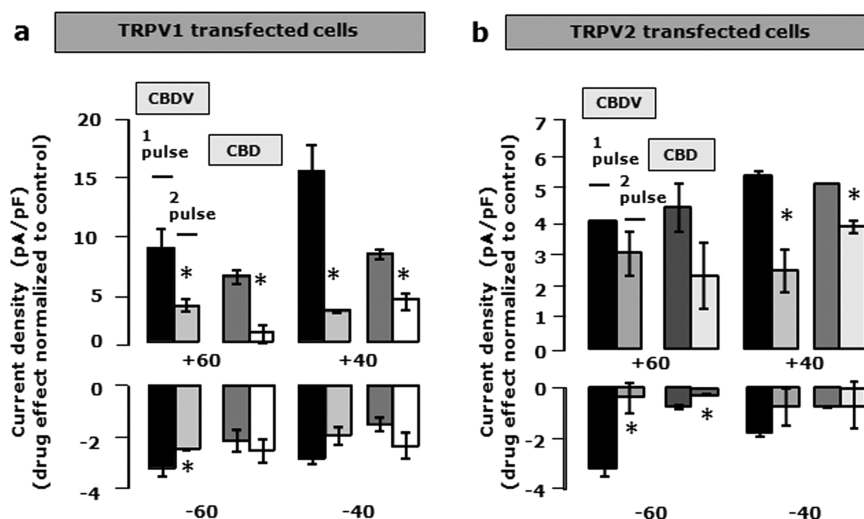 a
TRPV1 transfected cells
CBDV
1
pulse
CBD
2
pulse
Current density (pA/pF)
(drug effect normalized to control)
20
15
10
5
0
*
*
*
*
+60
+40
0
-2
-4
*
-60
-40
b
TRPV2 transfected cells
CBDV
1
pulse
CBD
2
pulse
Current density (pA/pF)
(drug effect normalized to control)
7
6
5
4
3
2
1
0
*
*
+60
+40
0
-2
-4
*
*
-60
-40